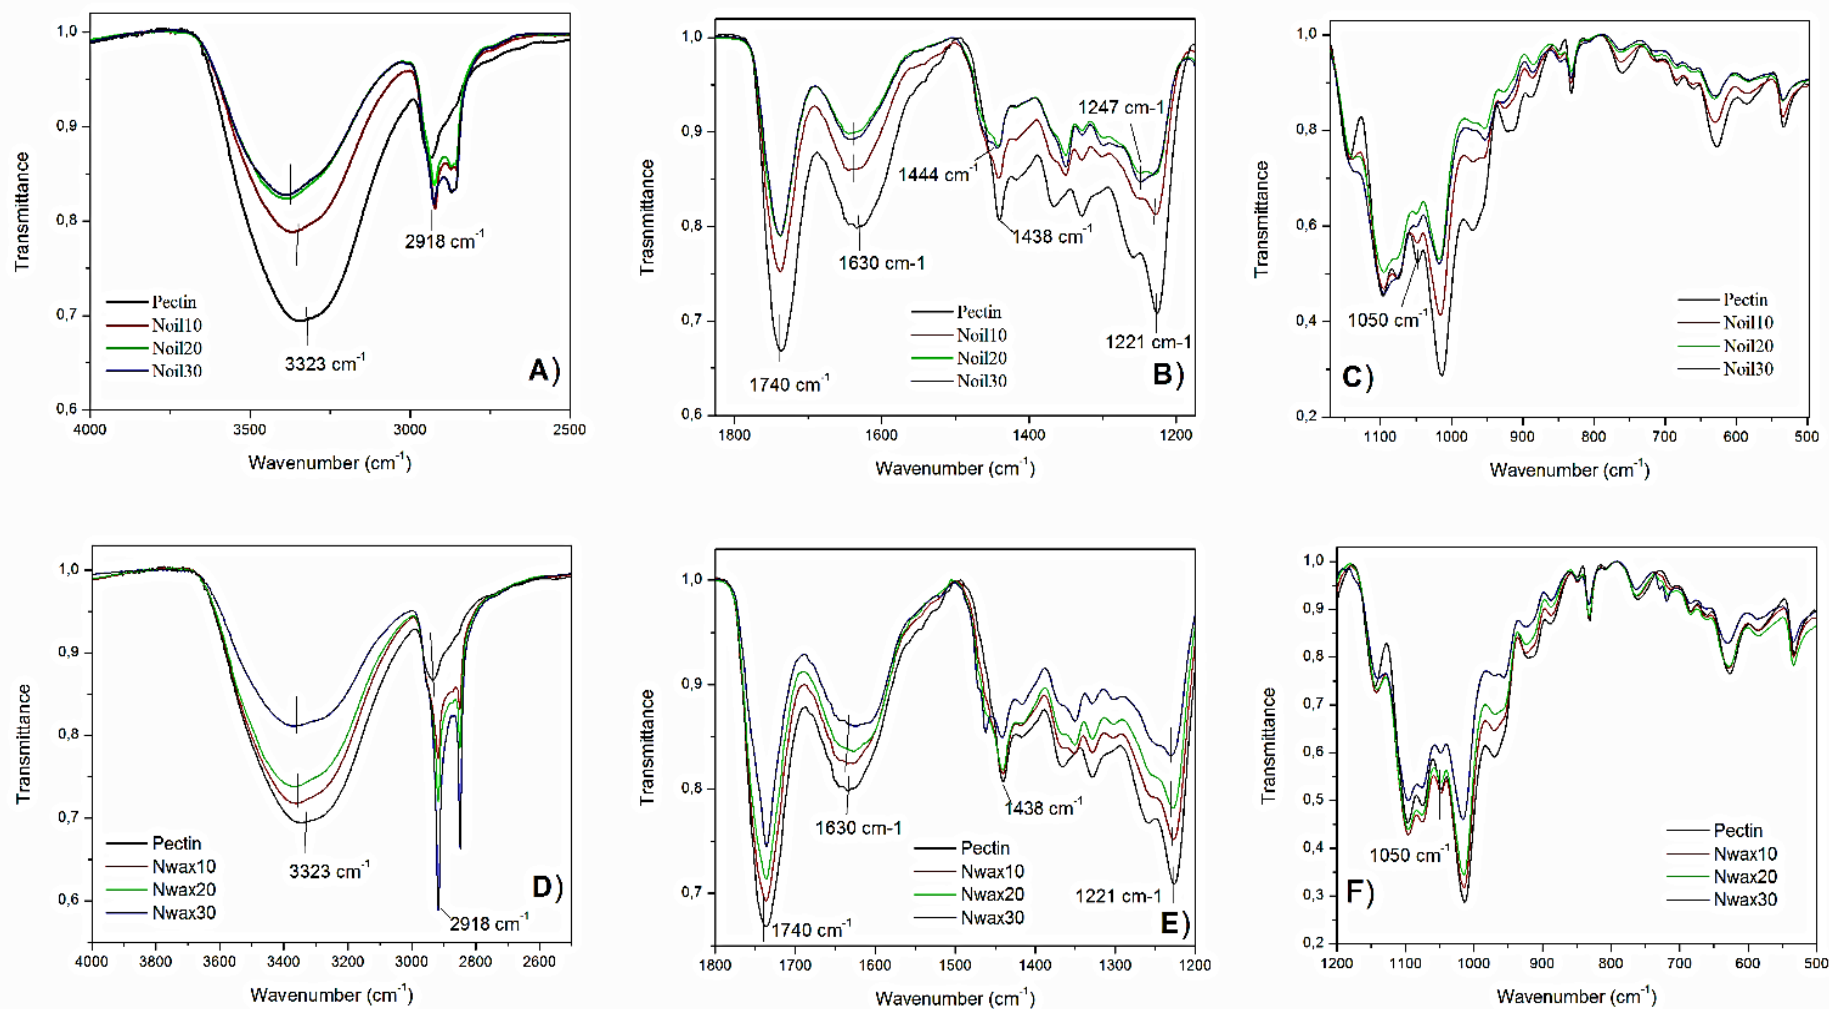 1,0
0,9
0,8
0,7
0,6
Transmittance
2918 cm-1
3323 cm-1
Pectin
Noil10
Noil20
Noil30
A)
4000
3500
3000
2500
Wavenumber (cm-1)
1,0
0,9
0,8
0,7
0,6
Trasnmittance
1247 cm-1
1444 cm-1
1438 cm-1
1630 cm-1
1221 cm-1
1740 cm-1
Pectin
Noil10
Noil20
Noil30
B)
1800
1600
1400
1200
Wavenumber (cm-1)
1,0
0,8
0,6
0,4
0,2
Transmittance
1050 cm-1
Pectin
Noil10
Noil20
Noil30
C)
1100
1000
900
800
700
600
500
Wavenumber (cm-1)
1,0
0,9
0,8
0,7
0,6
Transmittance
3323 cm-1
2918 cm-1
Pectin
Nwax10
Nwax20
Nwax30
D)
4000
3800
3600
3400
3200
3000
2800
2600
Wavenumber (cm-1)
1,0
0,9
0,8
0,7
Transmittance
1438 cm-1
1630 cm-1
1221 cm-1
1740 cm-1
Pectin
Nwax10
Nwax20
Nwax30
E)
1800
1700
1600
1500
1400
1300
1200
Wavenumber (cm-1)
1,0
0,9
0,8
0,7
0,6
0,5
0,4
0,3
0,2
Transmittance
1050 cm-1
Pectin
Nwax10
Nwax20
Nwax30
F)
1200
1100
1000
900
800
700
600
500
Wavenumber (cm-1)